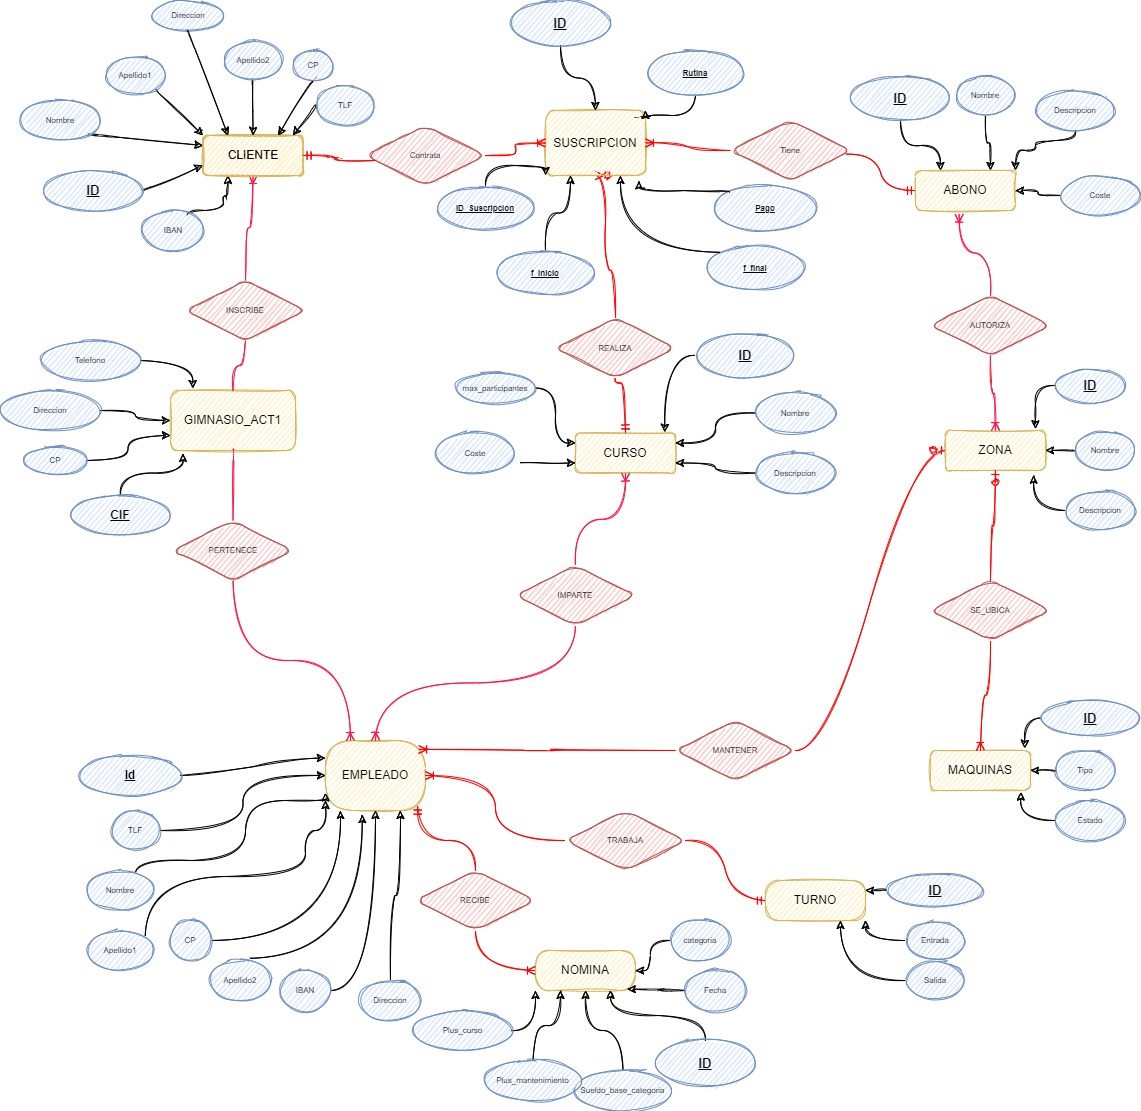 Direccion
ID
Apellido1
Apellido2
CP
Rutina
TLF
Nombre
ID
Nombre
Descripcion
CLIENTE
Contrata
SUSCRIPCION
Tiene
ABONO
ID
IBAN
ID_Suscripcion
Pago
Coste
f_inicio
f_final
INSCRIBE
REALIZA
AUTORIZA
Telefono
max_participantes
ID
ID
Direccion
GIMNASIO_ACT1
Nombre
CP
Coste
CURSO
ZONA
Nombre
Descripcion
CIF
Descripcion
PERTENECE
IMPARTE
SE_UBICA
Id
EMPLEADO
MANTENER
MAQUINAS
ID
Tipo
Estado
TLF
TRABAJA
Nombre
RECIBE
TURNO
ID
Apellido1
CP
categoria
Entrada
Apellido2
IBAN
Direccion
NOMINA
Fecha
Salida
Plus_curso
Plus_mantenimiento
Sueldo_base_categoria
ID